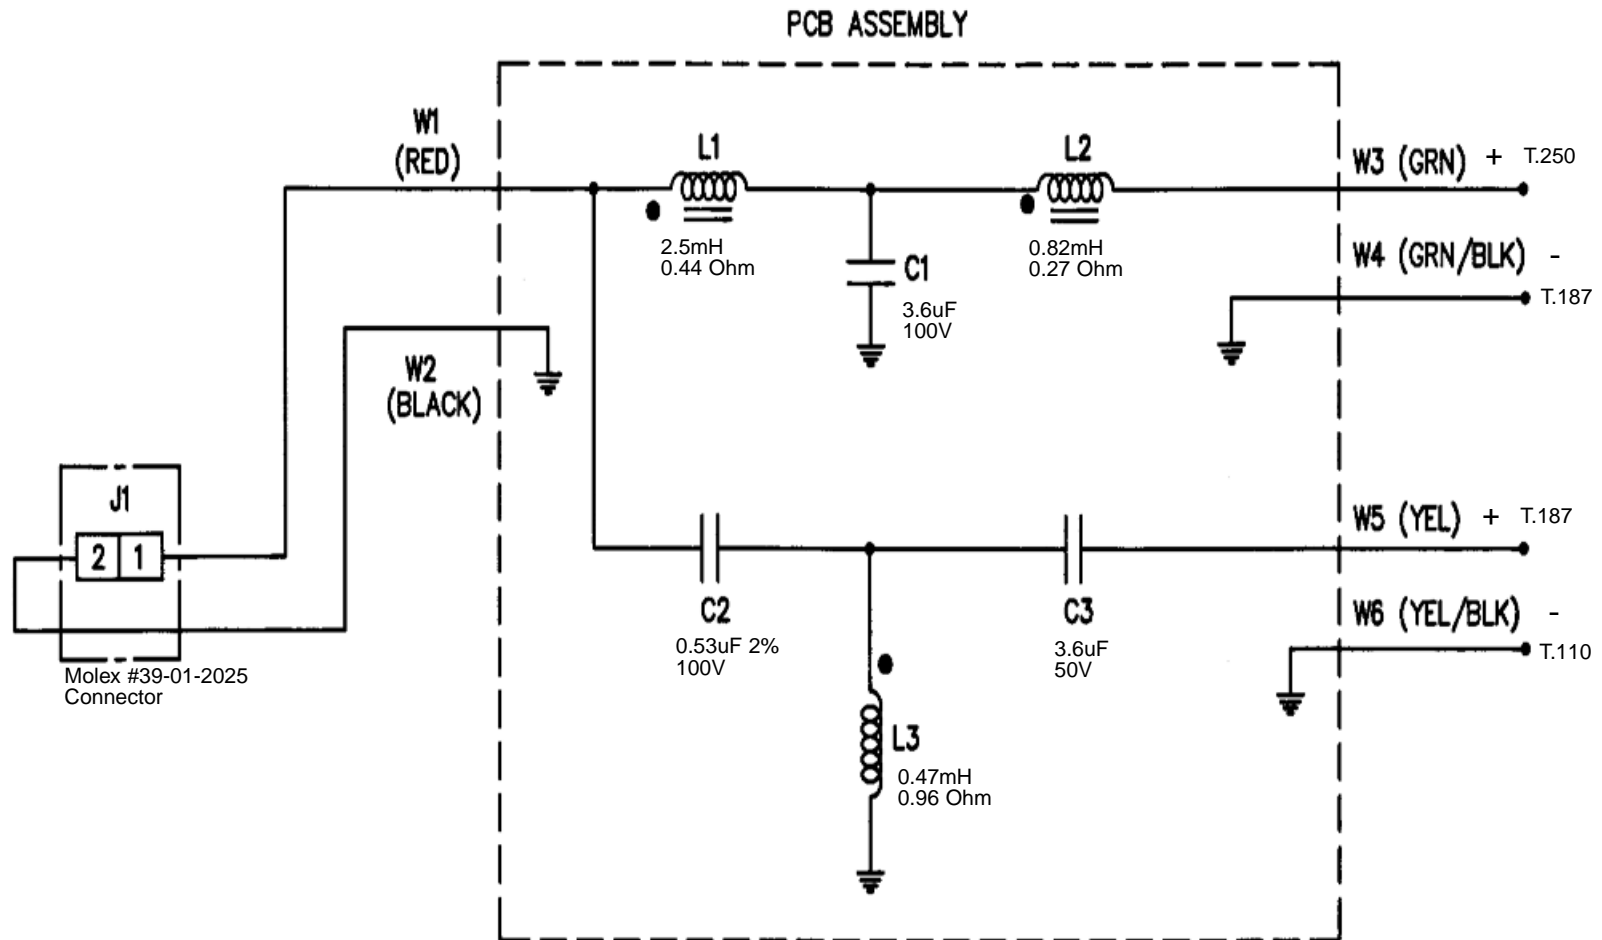 PCB ASSEMBLY
W1
(RED)
L1
2.5mH
0.44 Ohm
C1
3.6uF
100V
L2
0.82mH
0.27 Ohm
W3 (GRN) + T.250
W4 (GRN/BLK) -
T.187
W2
(BLACK)
J1
2 1
Molex #39-01-2025
Connector
C2
0.53uF 2%
100V
C3
3.6uF
50V
L3
0.47mH
0.96 Ohm
W5 (YEL) + T.187
W6 (YEL/BLK) -
T.110